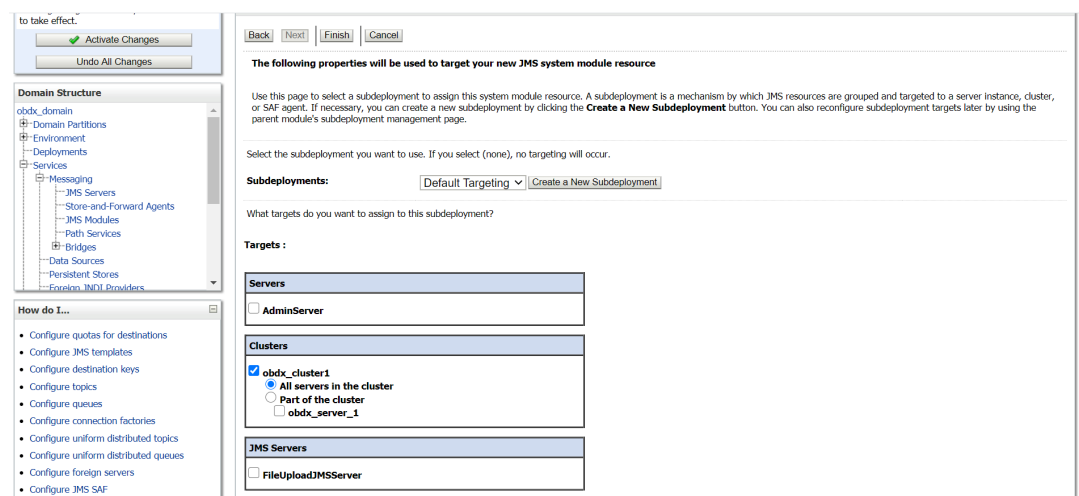 to take effect.
Activate Changes
Undo All Changes
Domain Structure
obdx_domain
Domain Partitions
Environment
Deployments
Services
Messaging
JMS Servers
Store-and-Forward Agents
JMS Modules
Path Services
Bridges
Data Sources
Persistent Stores
Foreign JNDI Providers
How do I...
Configure quotas for destinations
Configure JMS templates
Configure destination keys
Configure topics
Configure queues
Configure connection factories
Configure uniform distributed topics
Configure uniform distributed queues
Configure foreign servers
Configure JMS SAF
Back Next Finish Cancel
The following properties will be used to target your new JMS system module resource
Use this page to select a subdeployment to assign this system module resource. A subdeployment is a mechanism by which JMS resources are grouped and targeted to a server instance, cluster,
or SAF agent. If necessary, you can create a new subdeployment by clicking the Create a New Subdeployment button. You can also reconfigure subdeployment targets later by using the
parent module's subdeployment management page.
Select the subdeployment you want to use. If you select (none), no targeting will occur.
Subdeployments: Default Targeting Create a New Subdeployment
What targets do you want to assign to this subdeployment?
Targets :
Servers
AdminServer
Clusters
obdx_cluster1
All servers in the cluster
Part of the cluster
obdx_server_1
JMS Servers
FileUploadJMSServer